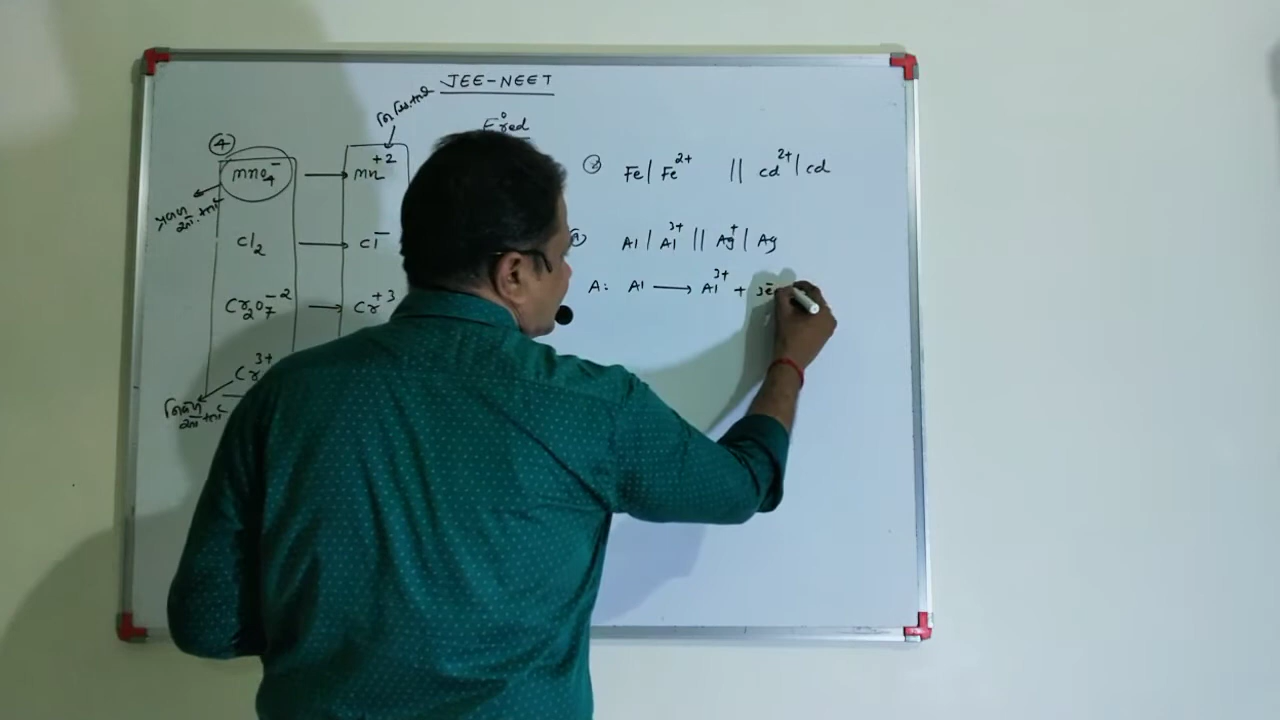 JEE-NEET
E°red
④
MnO₄⁻ → Mn⁺²
Cl₂ → Cl⁻
Cr₂O₇⁻² → Cr⁺³
Cr³⁺
② Fe | Fe²⁺ || Cd²⁺ | Cd
Al | Al³⁺ || Ag⁺ | Ag
A: Al → Al³⁺ + 3e⁻